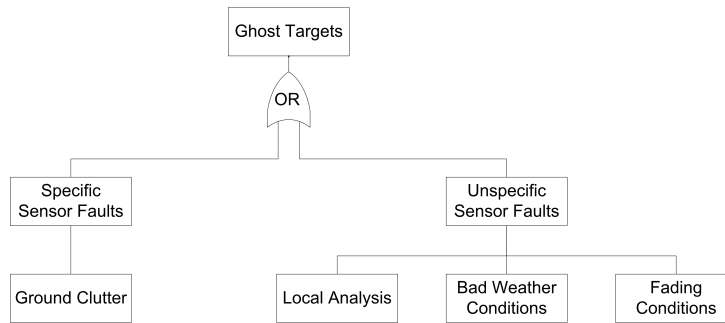 Ghost Targets
OR
Specific
Sensor Faults
Unspecific
Sensor Faults
Ground Clutter
Local Analysis
Bad Weather
Conditions
Fading
Conditions